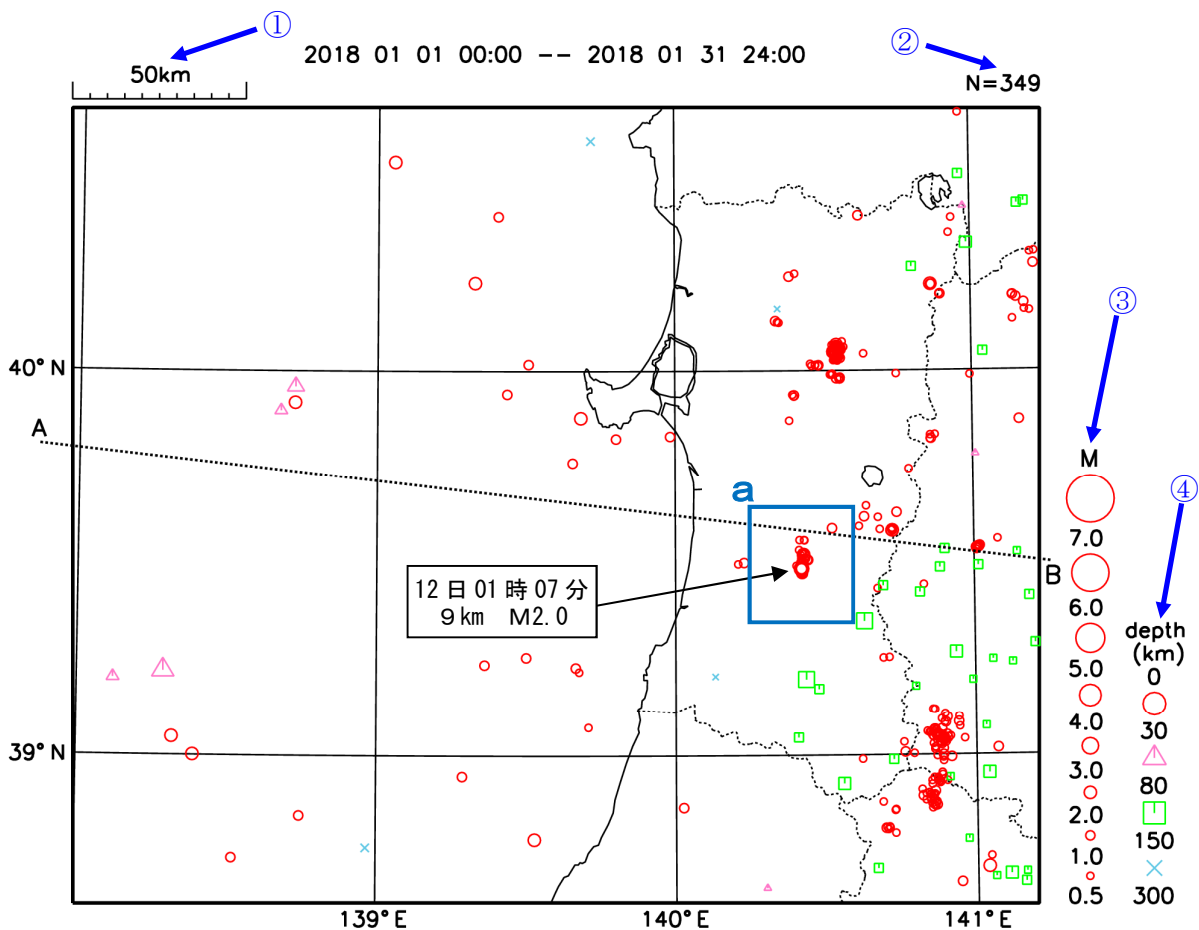 ①
②
2018 01 01 00:00 -- 2018 01 31 24:00
50km
N=349
③
40°N
A
a
M
④
7.0
12日01時07分
9km M2.0
B
6.0
depth
(km)
5.0
0
4.0
30
39°N
3.0
80
2.0
150
1.0
0.5
300
139°E
140°E
141°E